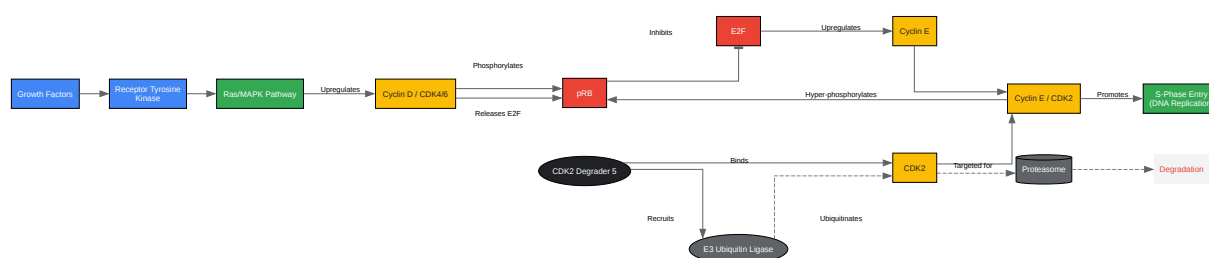 E2F
Upregulates
Cyclin E
Inhibits
Phosphorylates
Growth Factors
Receptor Tyrosine
Kinase
Ras/MAPK Pathway
Upregulates
Cyclin D / CDK4/6
pRB
Hyper-phosphorylates
Cyclin E / CDK2
Promotes
S-Phase Entry
(DNA Replication
Releases E2F
CDK2 Degrader 5
Binds
CDK2
Targeted for
Proteasome
Degradation
Recruits
Ubiquitinates
E3 Ubiquitin Ligase